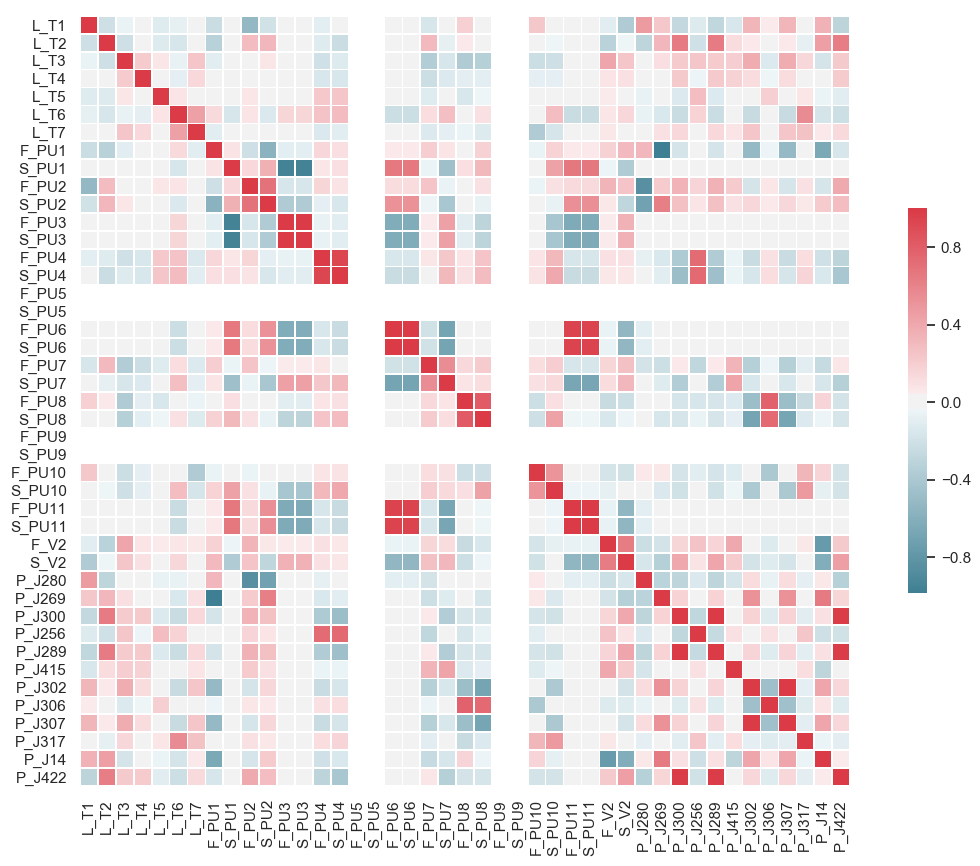 L_T1
L_T2
L_T3
L_T4
L_T5
L_T6
L_T7
F_PU1
S_PU1
F_PU2
S_PU2
F_PU3
S_PU3
F_PU4
S_PU4
F_PU5
S_PU5
F_PU6
S_PU6
F_PU7
S_PU7
F_PU8
S_PU8
F_PU9
S_PU9
F_PU10
S_PU10
F_PU11
S_PU11
F_V2
S_V2
P_J280
P_J269
P_J300
P_J256
P_J289
P_J415
P_J302
P_J306
P_J307
P_J317
P_J14
P_J422
L_T1
L_T2
L_T3
L_T4
L_T5
L_T6
L_T7
F_PU1
S_PU1
F_PU2
S_PU2
F_PU3
S_PU3
F_PU4
S_PU4
F_PU5
S_PU5
F_PU6
S_PU6
F_PU7
S_PU7
F_PU8
S_PU8
F_PU9
S_PU9
F_PU10
S_PU10
F_PU11
S_PU11
F_V2
S_V2
P_J280
P_J269
P_J300
P_J256
P_J289
P_J415
P_J302
P_J306
P_J307
P_J317
P_J14
P_J422
0.8
0.4
0.0
−0.4
−0.8